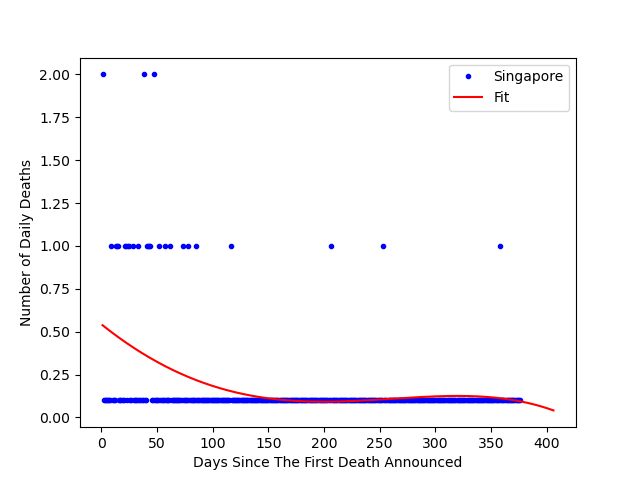 2.00
1.75
1.50
1.25
1.00
0.75
0.50
0.25
0.00
Number of Daily Deaths
Singapore
Fit
0 50 100 150 200 250 300 350 400
Days Since The First Death Announced